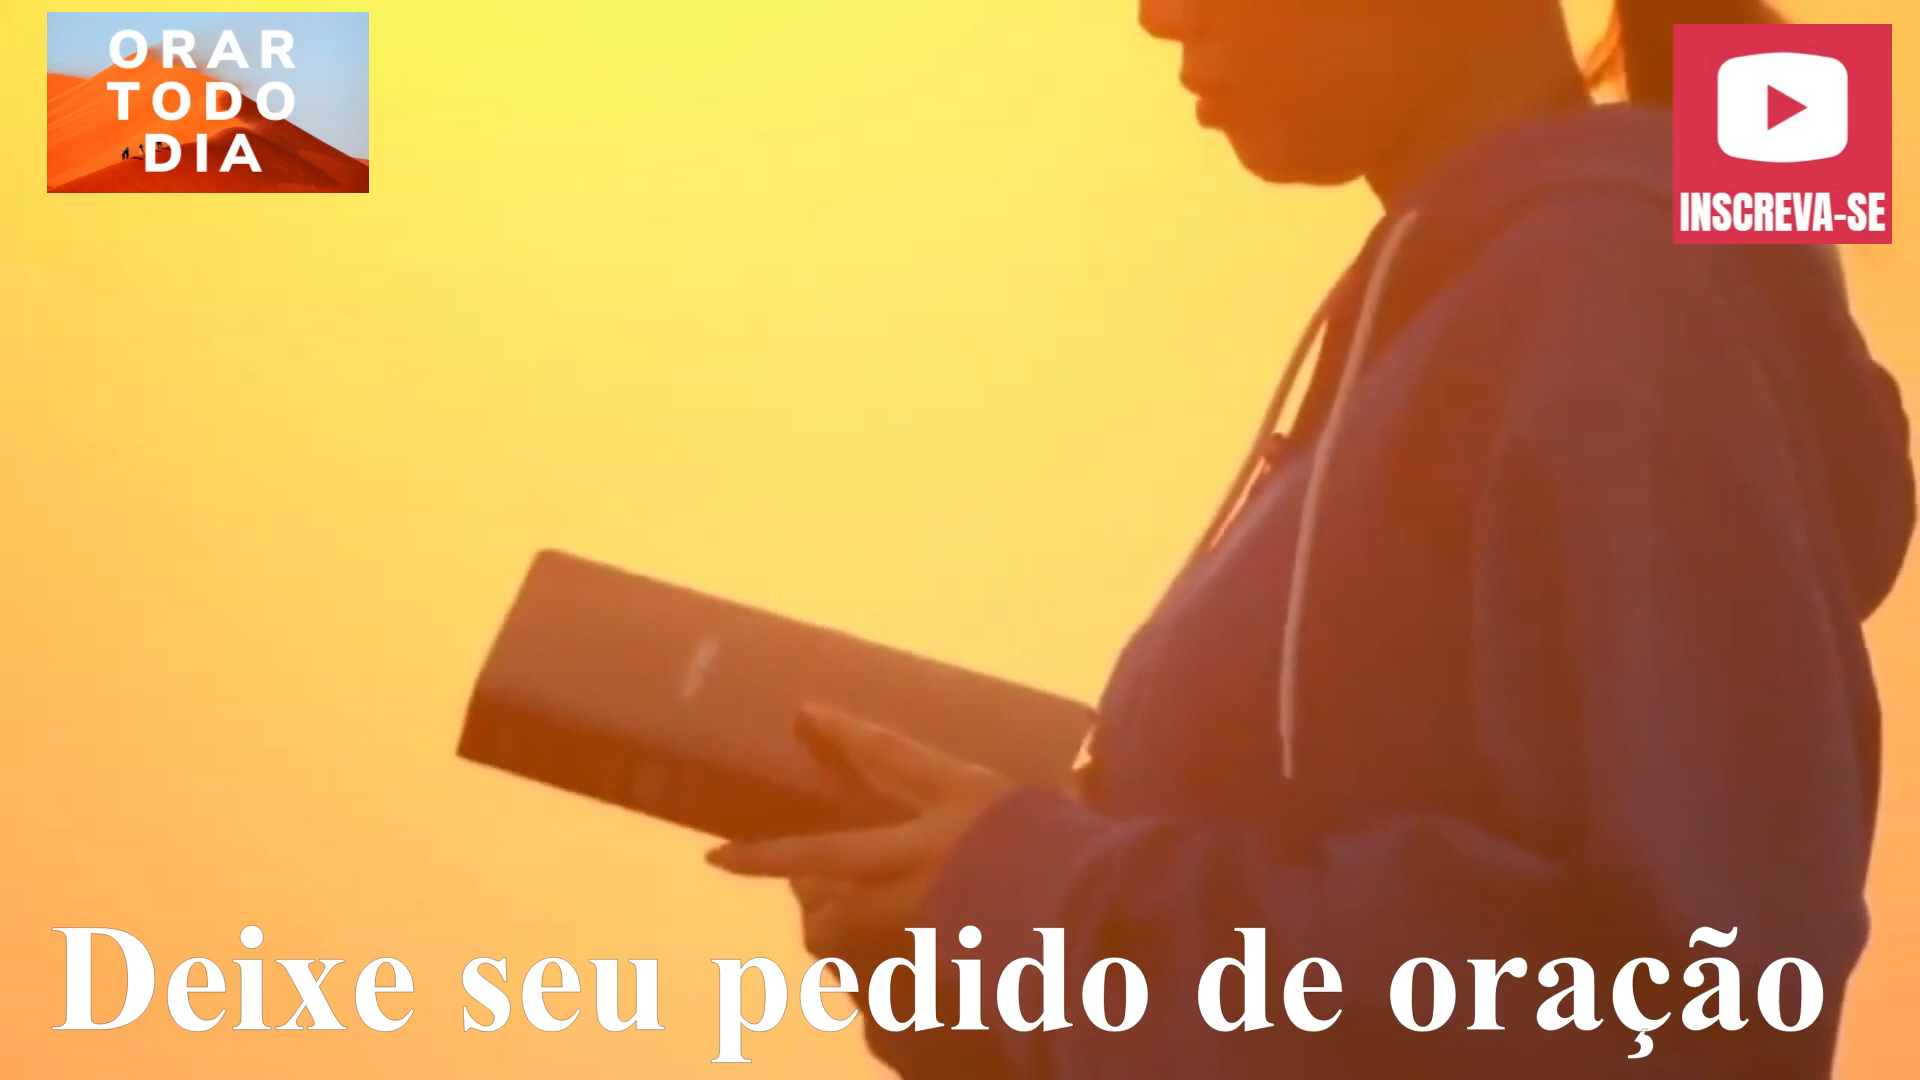 ORAR
TODO
DIA
INSCREVA-SE
Deixe seu pedido de oração